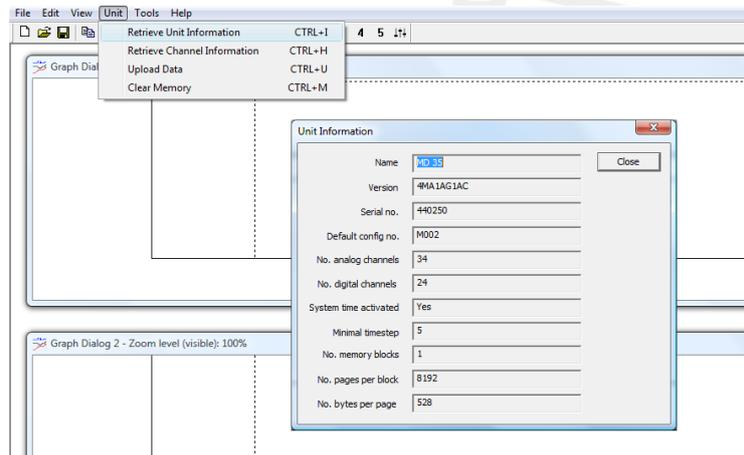 File Edit View Unit Tools Help
Retrieve Unit Information CTRL+I
4 5
Retrieve Channel Information CTRL+H
Upload Data CTRL+U
Clear Memory CTRL+M
Graph Dial
Unit Information
Name MD 35
Close
Version 4MA1AG1AC
Serial no. 440250
Default config no. M002
No. analog channels 34
No. digital channels 24
System time activated Yes
Minimal timestep 5
No. memory blocks 1
No. pages per block 8192
No. bytes per page 528
Graph Dialog 2 - Zoom level (visible): 100%